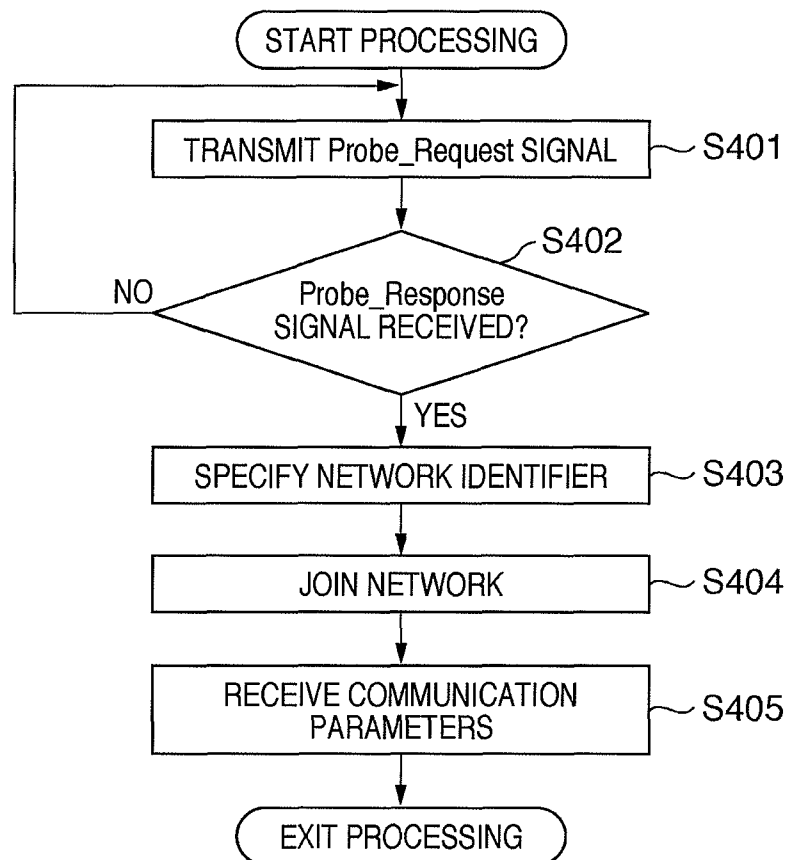 START PROCESSING
TRANSMIT Probe_Request SIGNAL
S401
S402
Probe_Response
SIGNAL RECEIVED?
NO
YES
SPECIFY NETWORK IDENTIFIER
S403
JOIN NETWORK
S404
RECEIVE COMMUNICATION
PARAMETERS
S405
EXIT PROCESSING